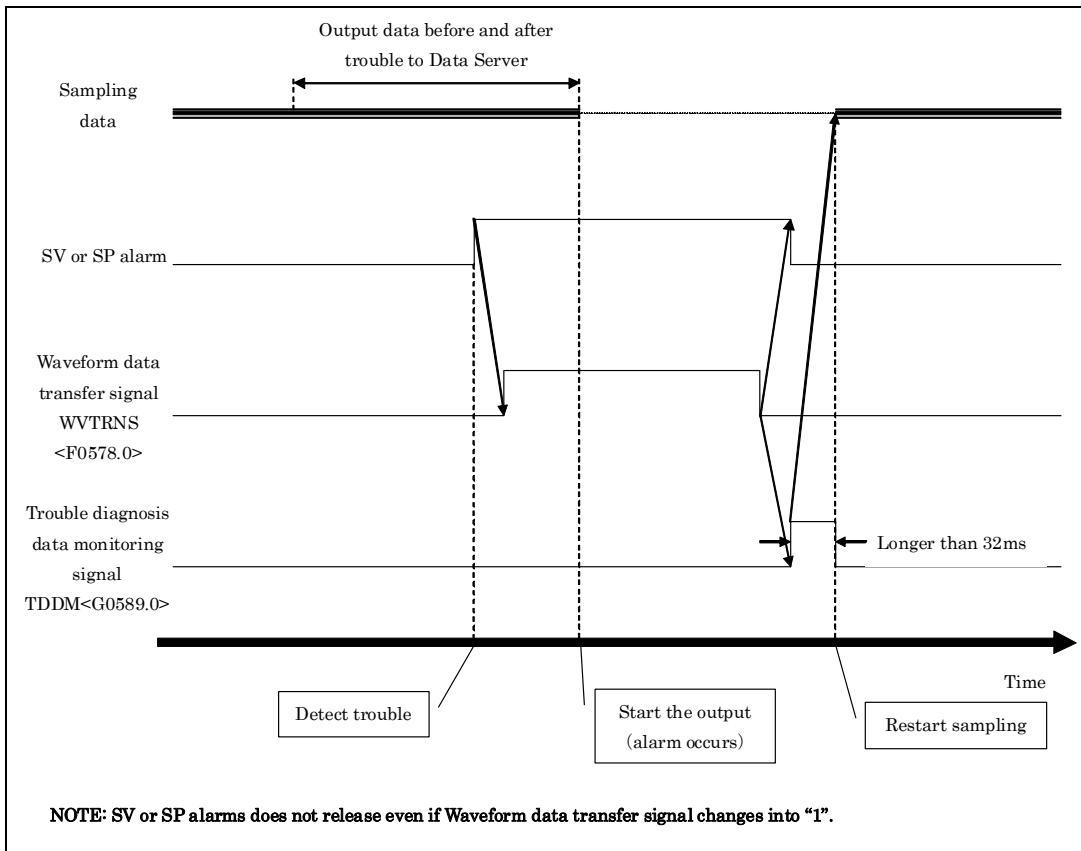 Output data before and after
trouble to Data Server
Sampling
data
SV or SP alarm
Waveform data
transfer signal
WVTRNS
<F0578.0>
Trouble diagnosis
data monitoring
signal
TDDM<G0589.0>
Longer than 32ms
Time
Detect trouble
Start the output
(alarm occurs)
Restart sampling
NOTE: SV or SP alarms does not release even if Waveform data transfer signal changes into “1”.